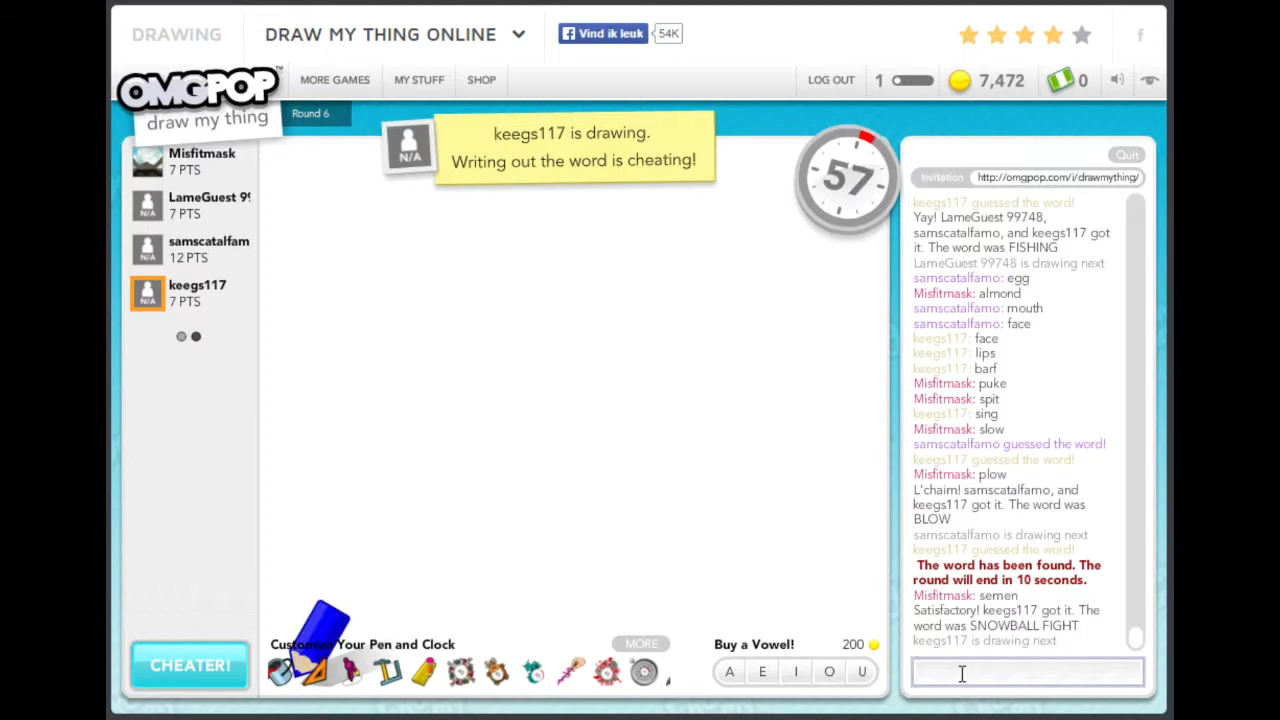 DRAWING
DRAW MY THING ONLINE
Vind ik leuk
54K
OMGPOP
MORE GAMES
MY STUFF
SHOP
LOG OUT
1
7,472
0
draw my thing
Round 6
keegs117 is drawing.
Writing out the word is cheating!
N/A
57
Misfitmask
7 PTS
N/A
LameGuest 99
7 PTS
N/A
samscatalfam
12 PTS
N/A
keegs117
7 PTS
Quit
Invitation
http://omgpop.com/i/drawmything/
keegs117 guessed the word!
Yay! LameGuest 99748,
samscatalfamo, and keegs117 got
it. The word was FISHING
LameGuest 99748 is drawing next
samscatalfamo: egg
Misfitmask: almond
samscatalfamo: mouth
samscatalfamo: face
keegs117: face
keegs117: lips
keegs117: barf
Misfitmask: puke
Misfitmask: spit
keegs117: sing
Misfitmask: slow
samscatalfamo guessed the word!
keegs117 guessed the word!
Misfitmask: plow
L'chaim! samscatalfamo, and
keegs117 got it. The word was
BLOW
samscatalfamo is drawing next
keegs117 guessed the word!
The word has been found. The
round will end in 10 seconds.
Misfitmask: semen
Satisfactory! keegs117 got it. The
word was SNOWBALL FIGHT
keegs117 is drawing next
CHEATER!
Customize Your Pen and Clock
MORE
Buy a Vowel!
200
A
E
I
O
U